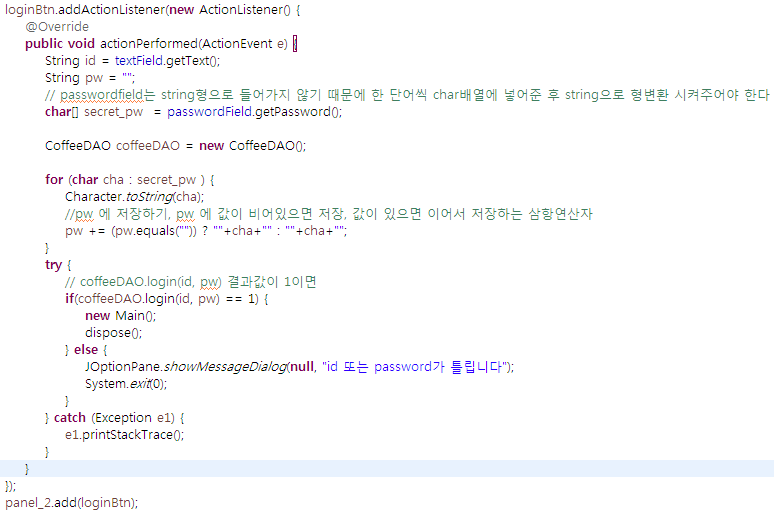 loginBtn.addActionListener(new ActionListener() {
@Override
public void actionPerformed(ActionEvent e) {
String id = textField.getText();
String pw = "";
// passwordfield는 string형으로 들어가지 않기 때문에 한 단어씩 char배열에 넣어준 후 string으로 형변환 시켜주어야 한다
char[] secret_pw  = passwordField.getPassword();
CoffeeDAO coffeeDAO = new CoffeeDAO();
for (char cha : secret_pw ) {
Character.toString(cha);
//pw 에 저장하기, pw 에 값이 비어있으면 저장, 값이 있으면 이어서 저장하는 삼항연산자
pw += (pw.equals("")) ? ""+cha+"" : ""+cha+"";
}
try {
// coffeeDAO.login(id, pw) 결과값이 1이면
if(coffeeDAO.login(id, pw) == 1) {
new Main();
dispose();
} else {
JOptionPane.showMessageDialog(null, "id 또는 password가 틀립니다");
System.exit(0);
}
} catch (Exception e1) {
e1.printStackTrace();
}
}
});
panel_2.add(loginBtn);